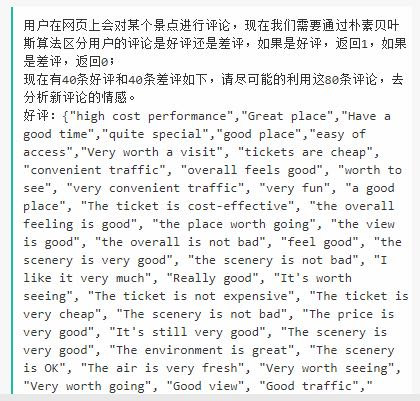 用户在网页上会对某个景点进行评论，现在我们需要通过朴素贝叶
斯算法区分用户的评论是好评还是差评，如果是好评，返回1，如果
是差评，返回0；
现在有40条好评和40条差评如下，请尽可能的利用这80条评论，去
分析新评论的情感。
好评：{"high cost performance","Great place","Have a
good time","quite special","good place","easy of
access","Very worth a visit", "tickets are cheap",
"convenient traffic", "overall feels good", "worth to
see", "very convenient traffic", "very fun", "a good
place", "The ticket is cost-effective", "the overall
feeling is good", "the place worth going", "the view
is good", "the overall is not bad", "feel good", "the
scenery is very good", "the scenery is not bad", "I
like it very much", "Really good", "It's worth
seeing", "The ticket is not expensive", "The ticket is
very cheap", "The scenery is not bad", "The price is
very good", "It's still very good", "The scenery is
very good", "The environment is great", "The scenery
is OK", "The air is very fresh", "Very worth seeing",
"Very worth going", "Good view", "Good traffic","